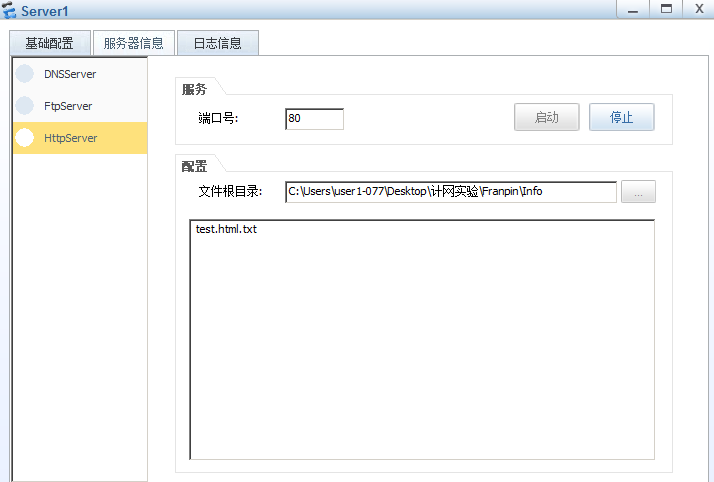 Server1
基础配置 服务器信息 日志信息
DNSServer
FtpServer
HttpServer
服务
端口号: 80 启动 停止
配置
文件根目录: C:\Users\user1-077\Desktop\计网实验\Franpin\Info ...
test.html.txt